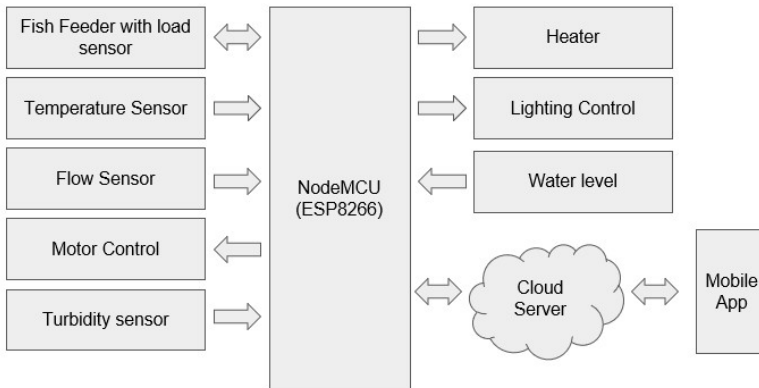 Fish Feeder with load
sensor
Temperature Sensor
Flow Sensor
Motor Control
Turbidity sensor
NodeMCU
(ESP8266)
Heater
Lighting Control
Water level
Cloud
Server
Mobile
App